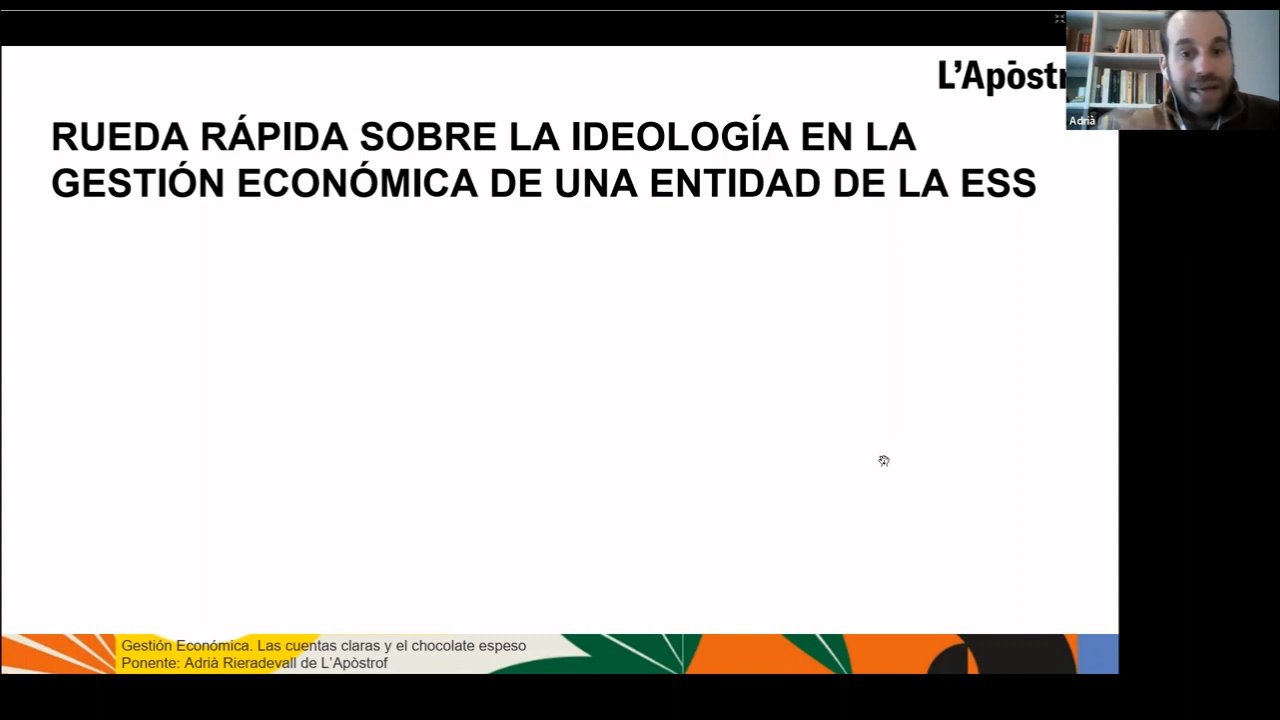 L'Apòstr
Adrià
RUEDA RÁPIDA SOBRE LA IDEOLOGÍA EN LA
GESTIÓN ECONÓMICA DE UNA ENTIDAD DE LA ESS
Gestión Económica. Las cuentas claras y el chocolate espeso
Ponente: Adrià Rieradevall de L'Apòstrof